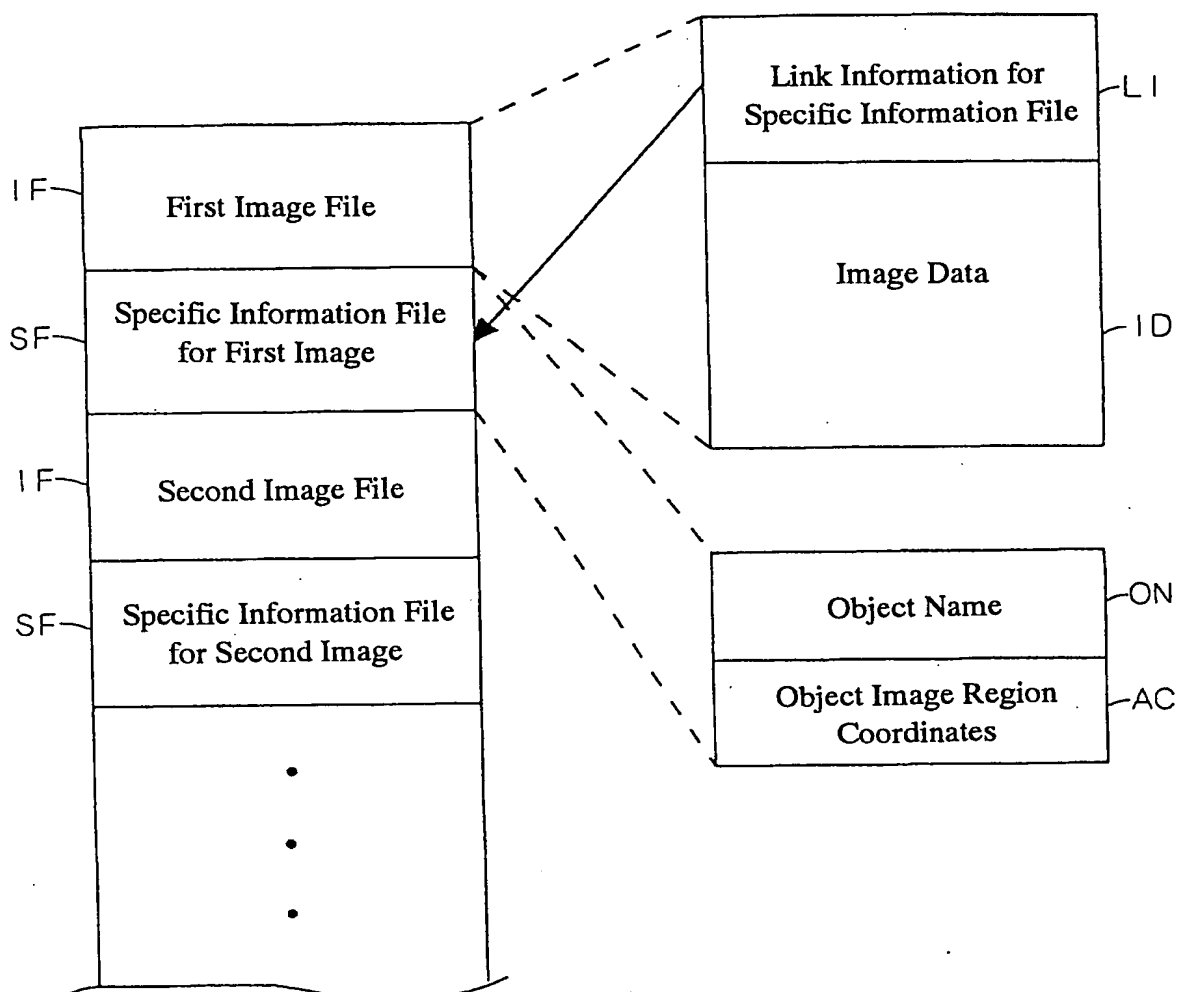 Link Information for
Specific Information File
LI
IF
First Image File
Image Data
ID
SF
Specific Information File
for First Image
IF
Second Image File
SF
Specific Information File
for Second Image
Object Name
ON
Object Image Region
Coordinates
AC